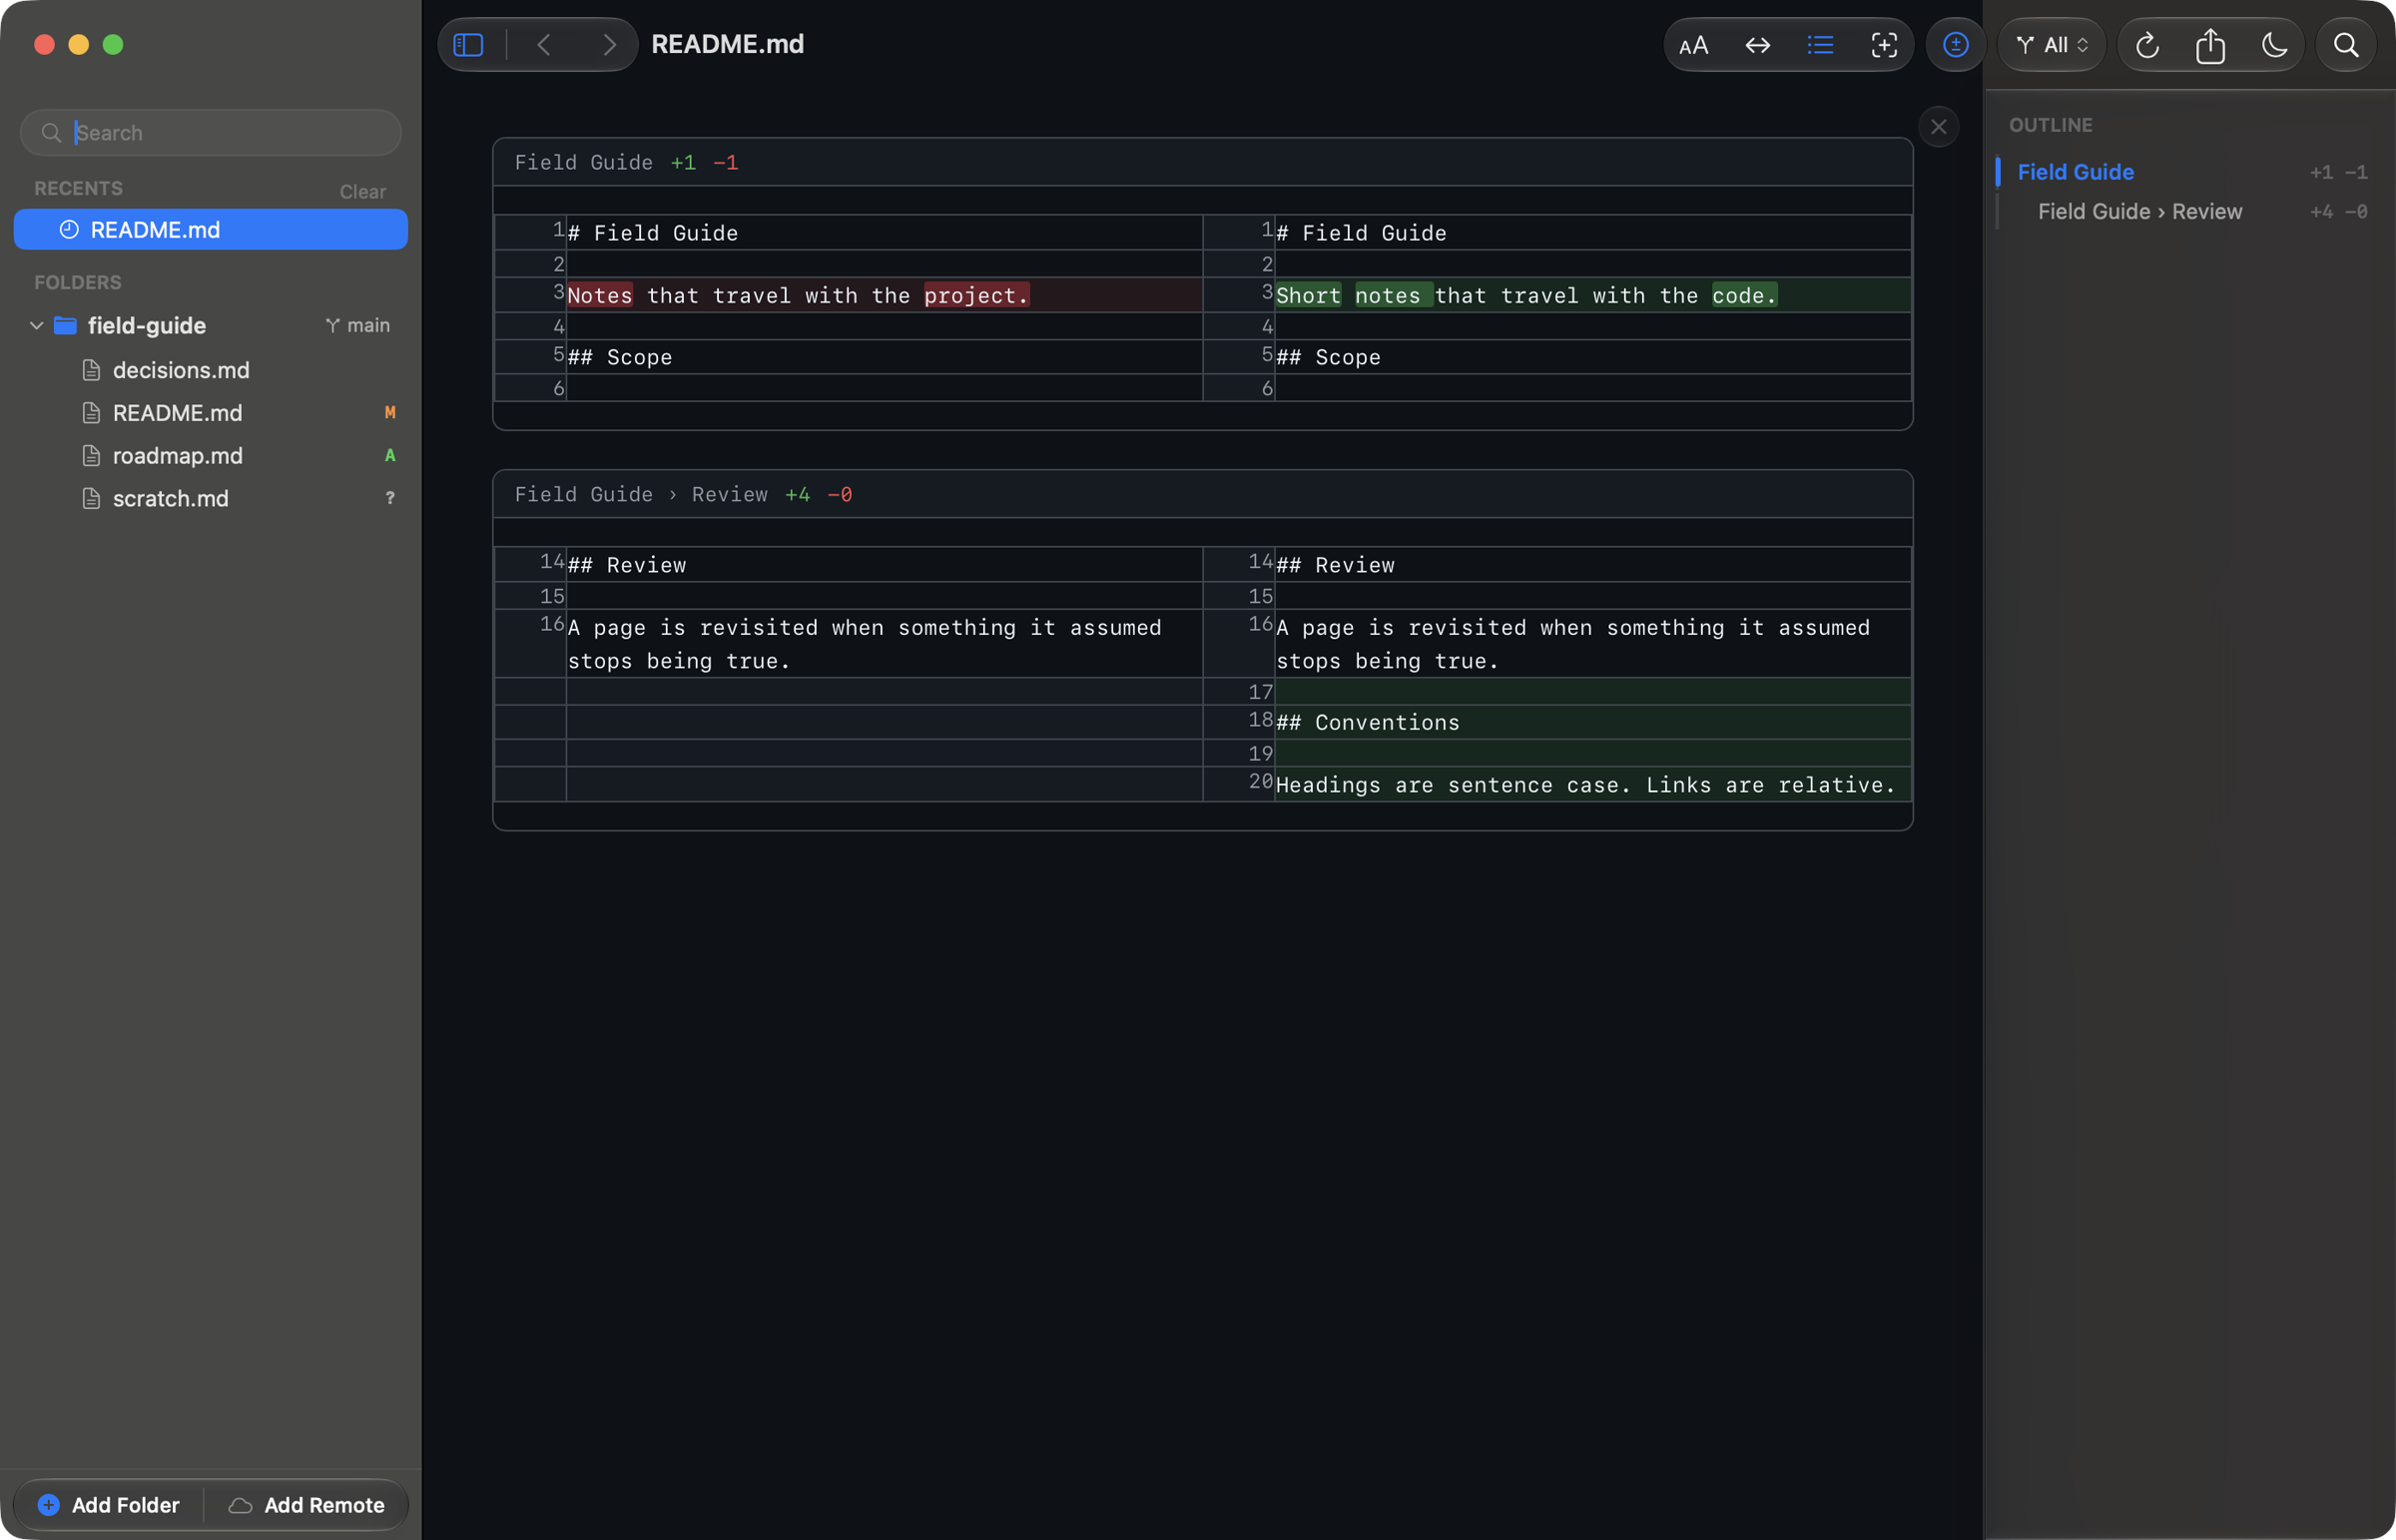 README.md
AA
All
Search
RECENTS
Clear
README.md
FOLDERS
field-guide
main
decisions.md
README.md M
roadmap.md A
scratch.md ?
Add Folder
Add Remote
Field Guide +1 −1
1 # Field Guide
2
3 Notes that travel with the project.
4
5 ## Scope
6
1 # Field Guide
2
3 Short notes that travel with the code.
4
5 ## Scope
6
Field Guide › Review +4 −0
14 ## Review
15
16 A page is revisited when something it assumed
stops being true.
14 ## Review
15
16 A page is revisited when something it assumed
stops being true.
17
18 ## Conventions
19
20 Headings are sentence case. Links are relative.
OUTLINE
Field Guide +1 −1
Field Guide › Review +4 −0